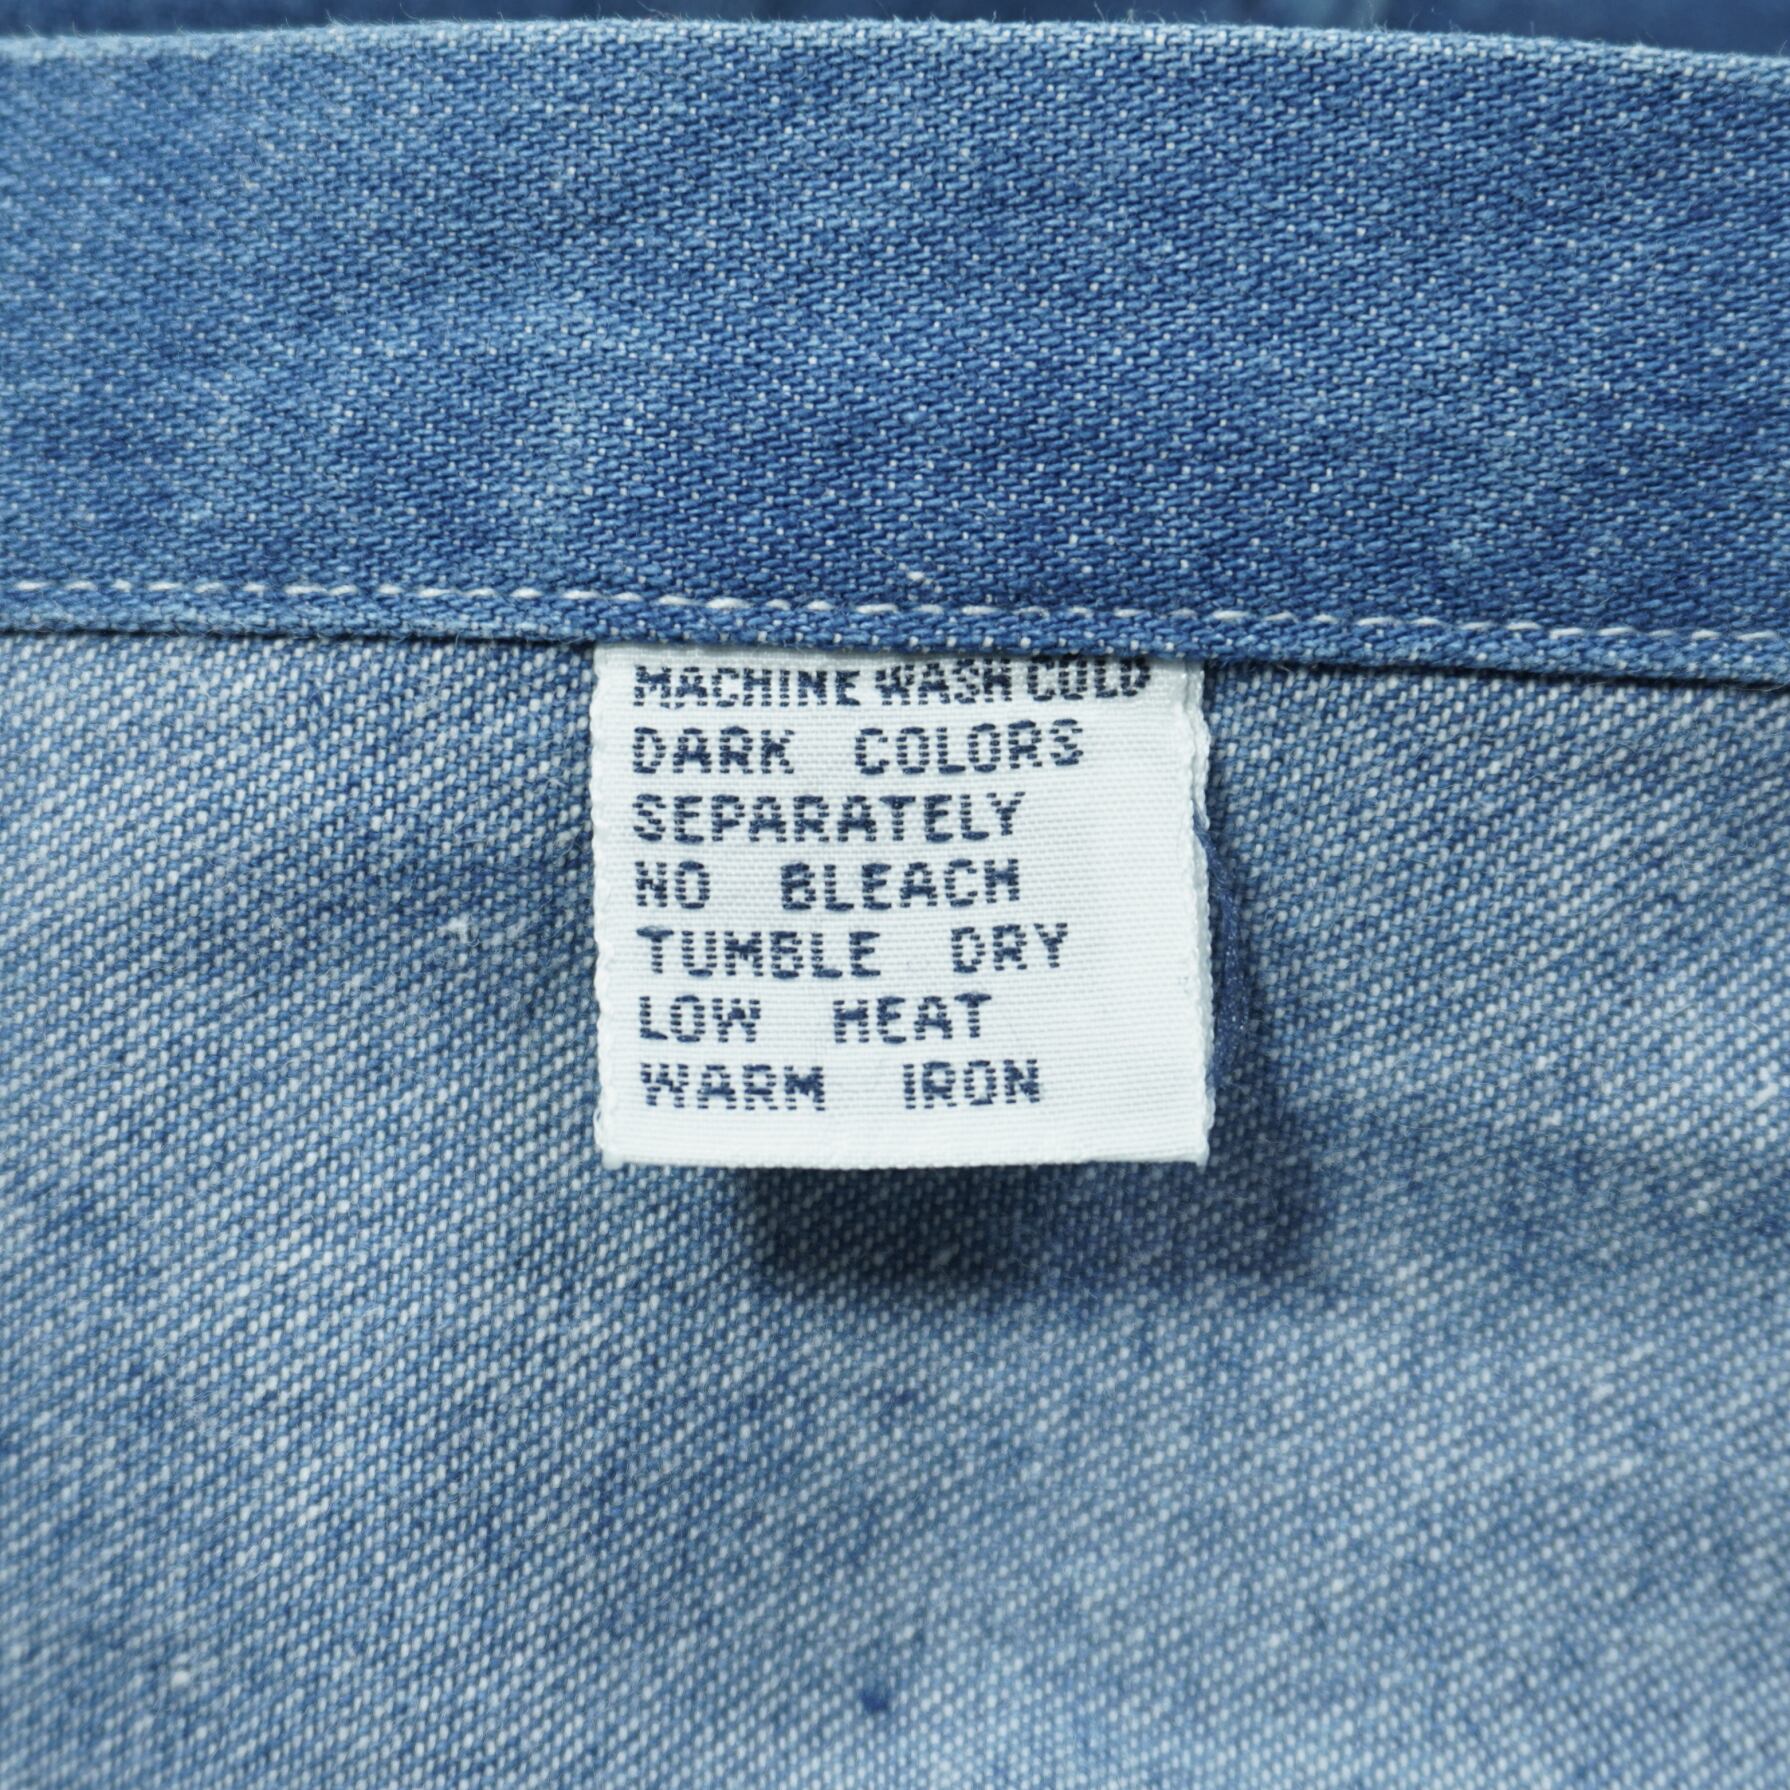 MACHINE WASH COLD
DARK COLORS
SEPARATELY
NO BLEACH
TUMBLE DRY
LOW HEAT
WARM IRON